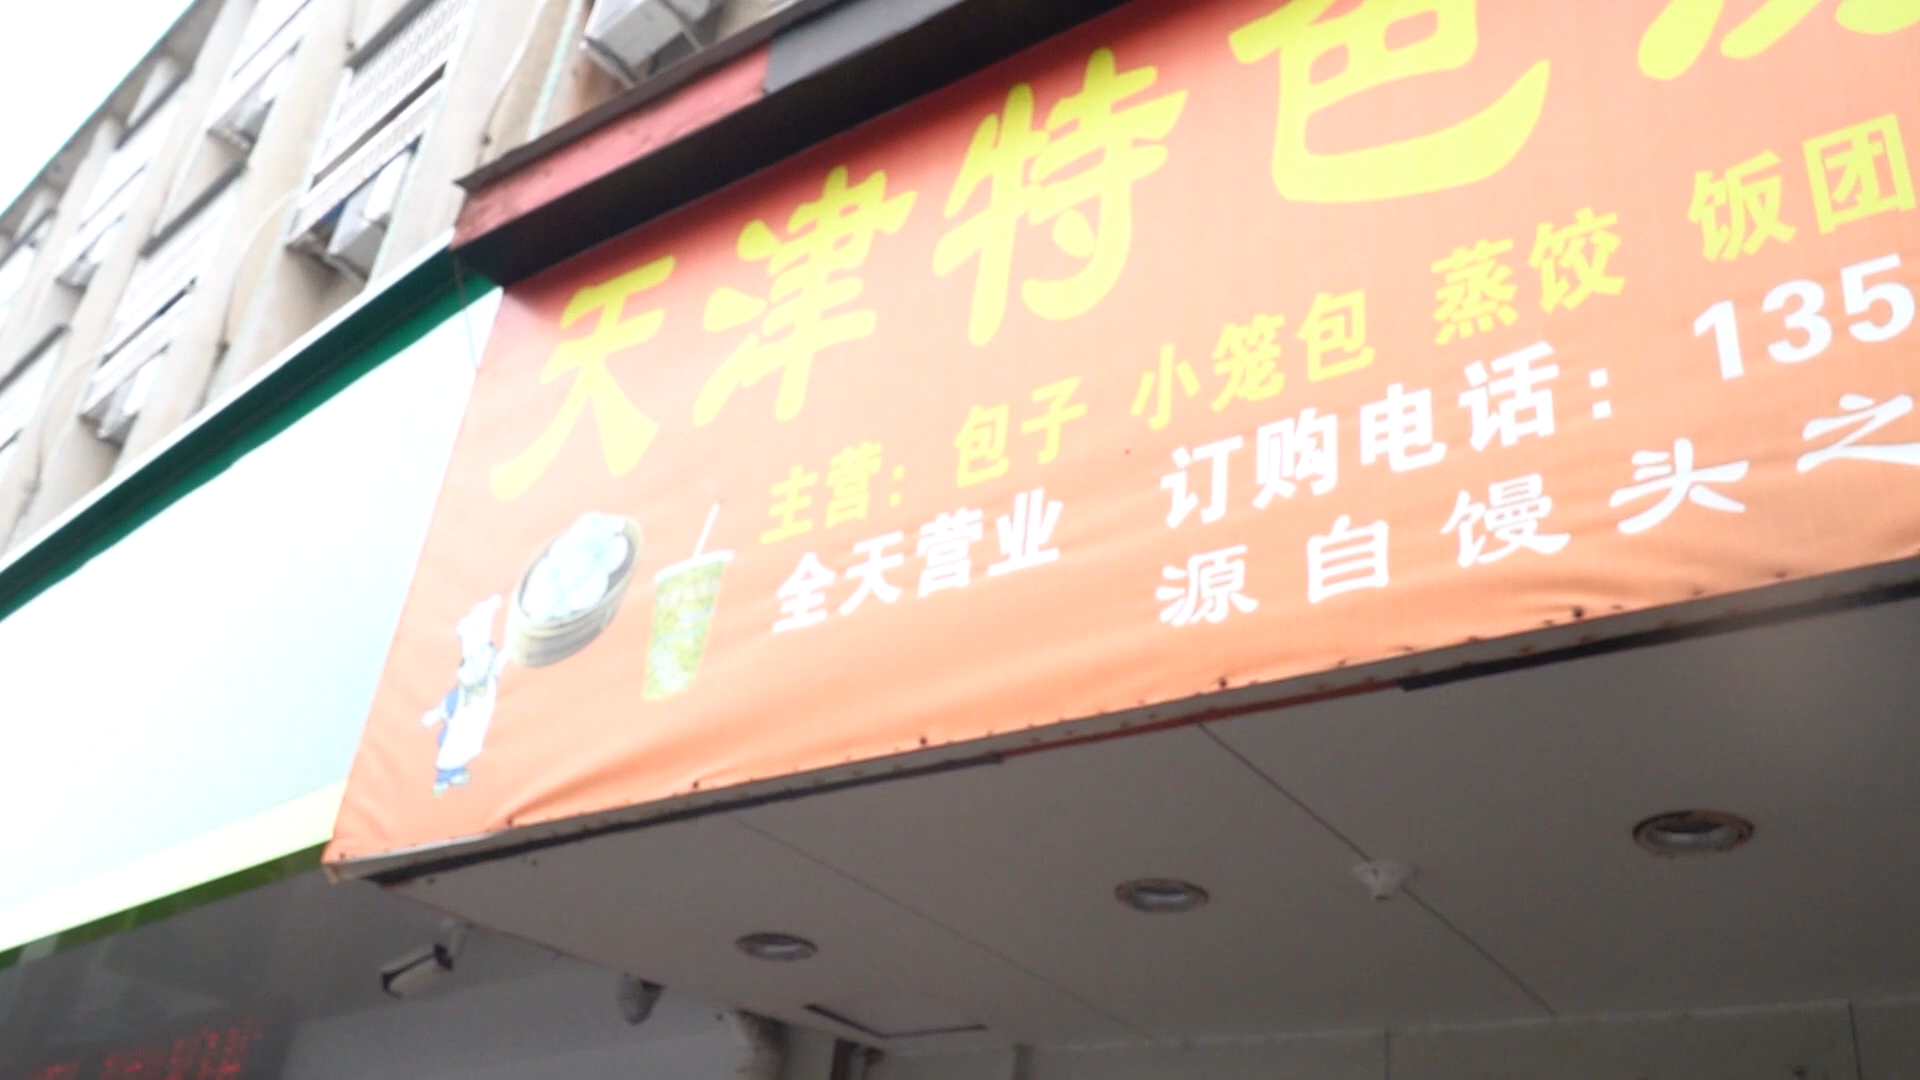 天津特色
主营：包子 小笼包 蒸饺 饭团
全天营业 订购电话：135
源自馒头之